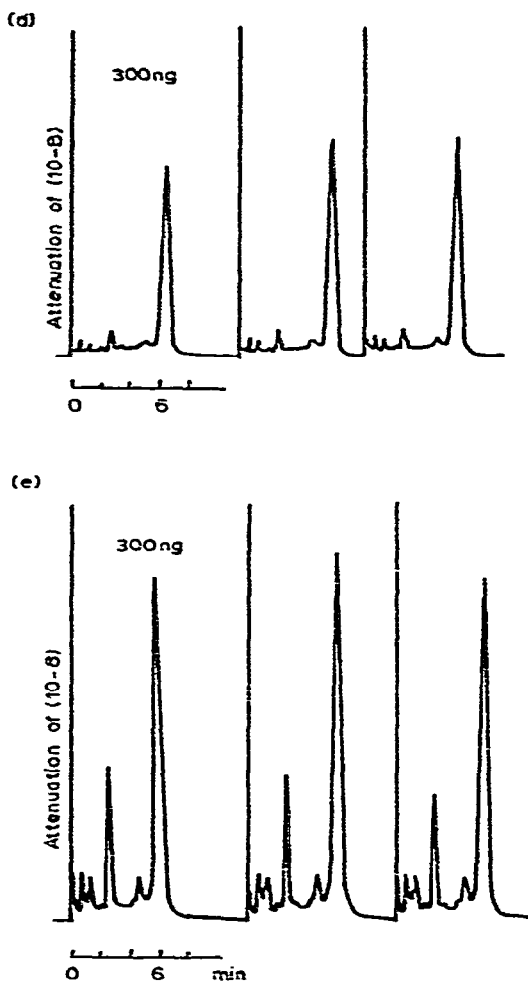 (d)
300ng
Attenuation of (10-8)
0 6
(e)
300ng
Attenuation of (10-8)
0 6 min